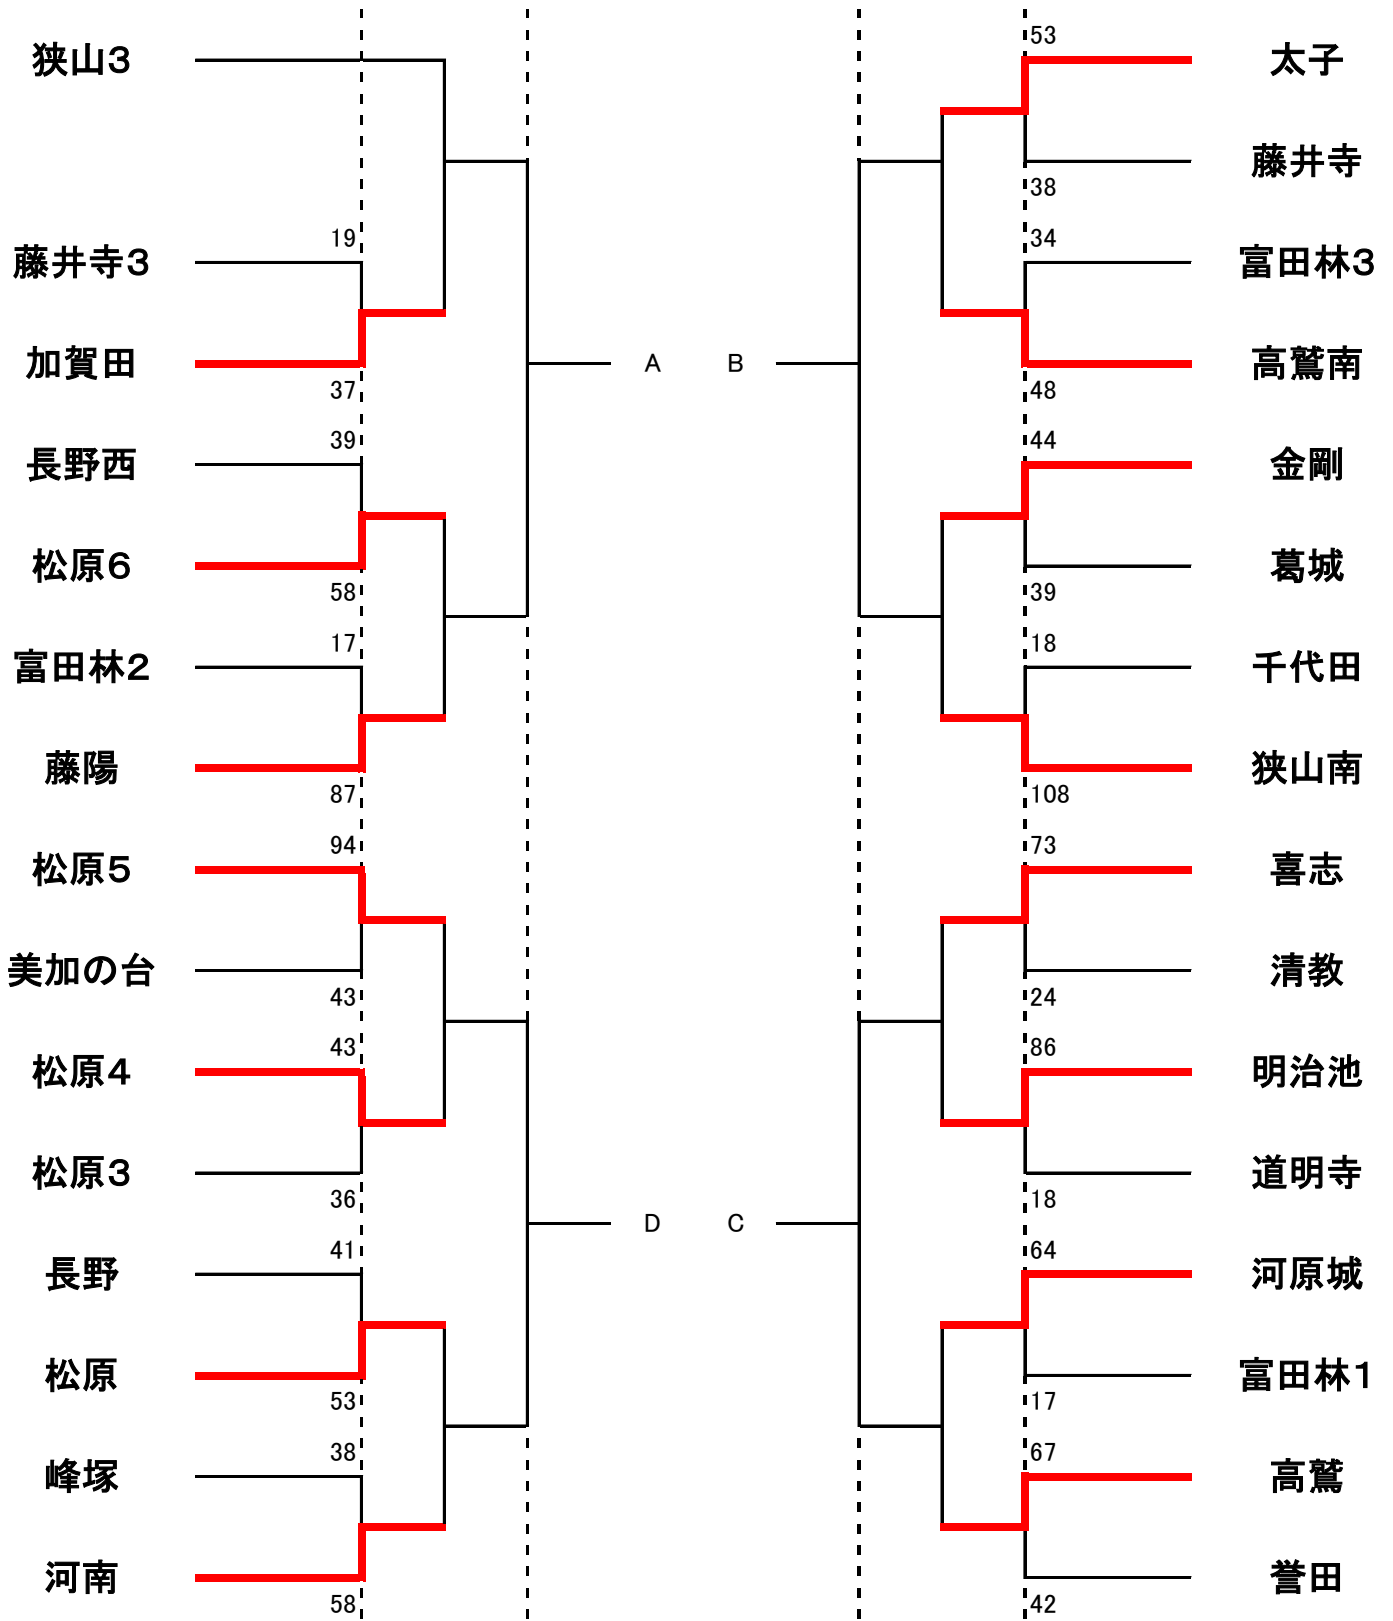 53
狭山3
太子
藤井寺
38
19
34
藤井寺3
富田林3
加賀田
A
B
高鷲南
37
48
39
44
長野西
金剛
松原6
葛城
58
39
17
18
富田林2
千代田
藤陽
狭山南
87
108
94
73
松原5
喜志
美加の台
清教
43
24
43
86
松原4
明治池
松原3
道明寺
36
18
D
C
41
64
長野
河原城
松原
富田林1
53
17
38
67
峰塚
高鷲
河南
誉田
58
42